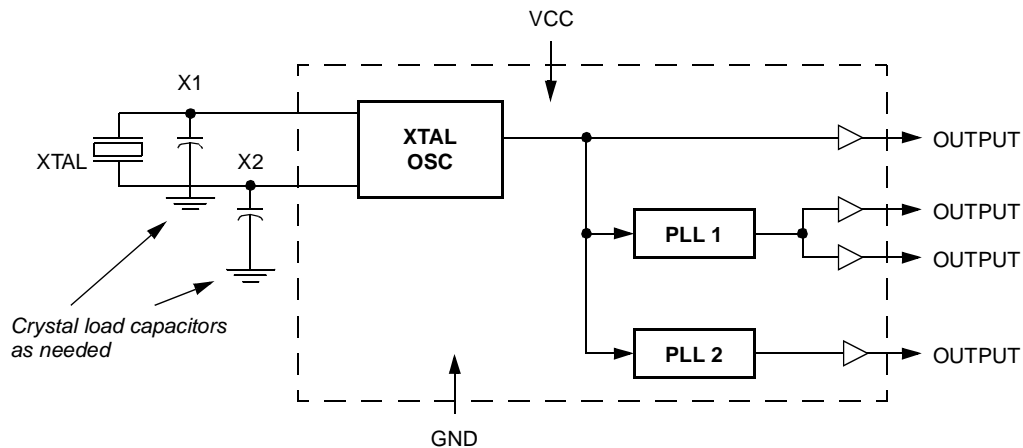 VCC
X1
XTAL
OSC
OUTPUT
X2
XTAL
OUTPUT
PLL 1
OUTPUT
Crystal load capacitors
as needed
PLL 2
OUTPUT
GND